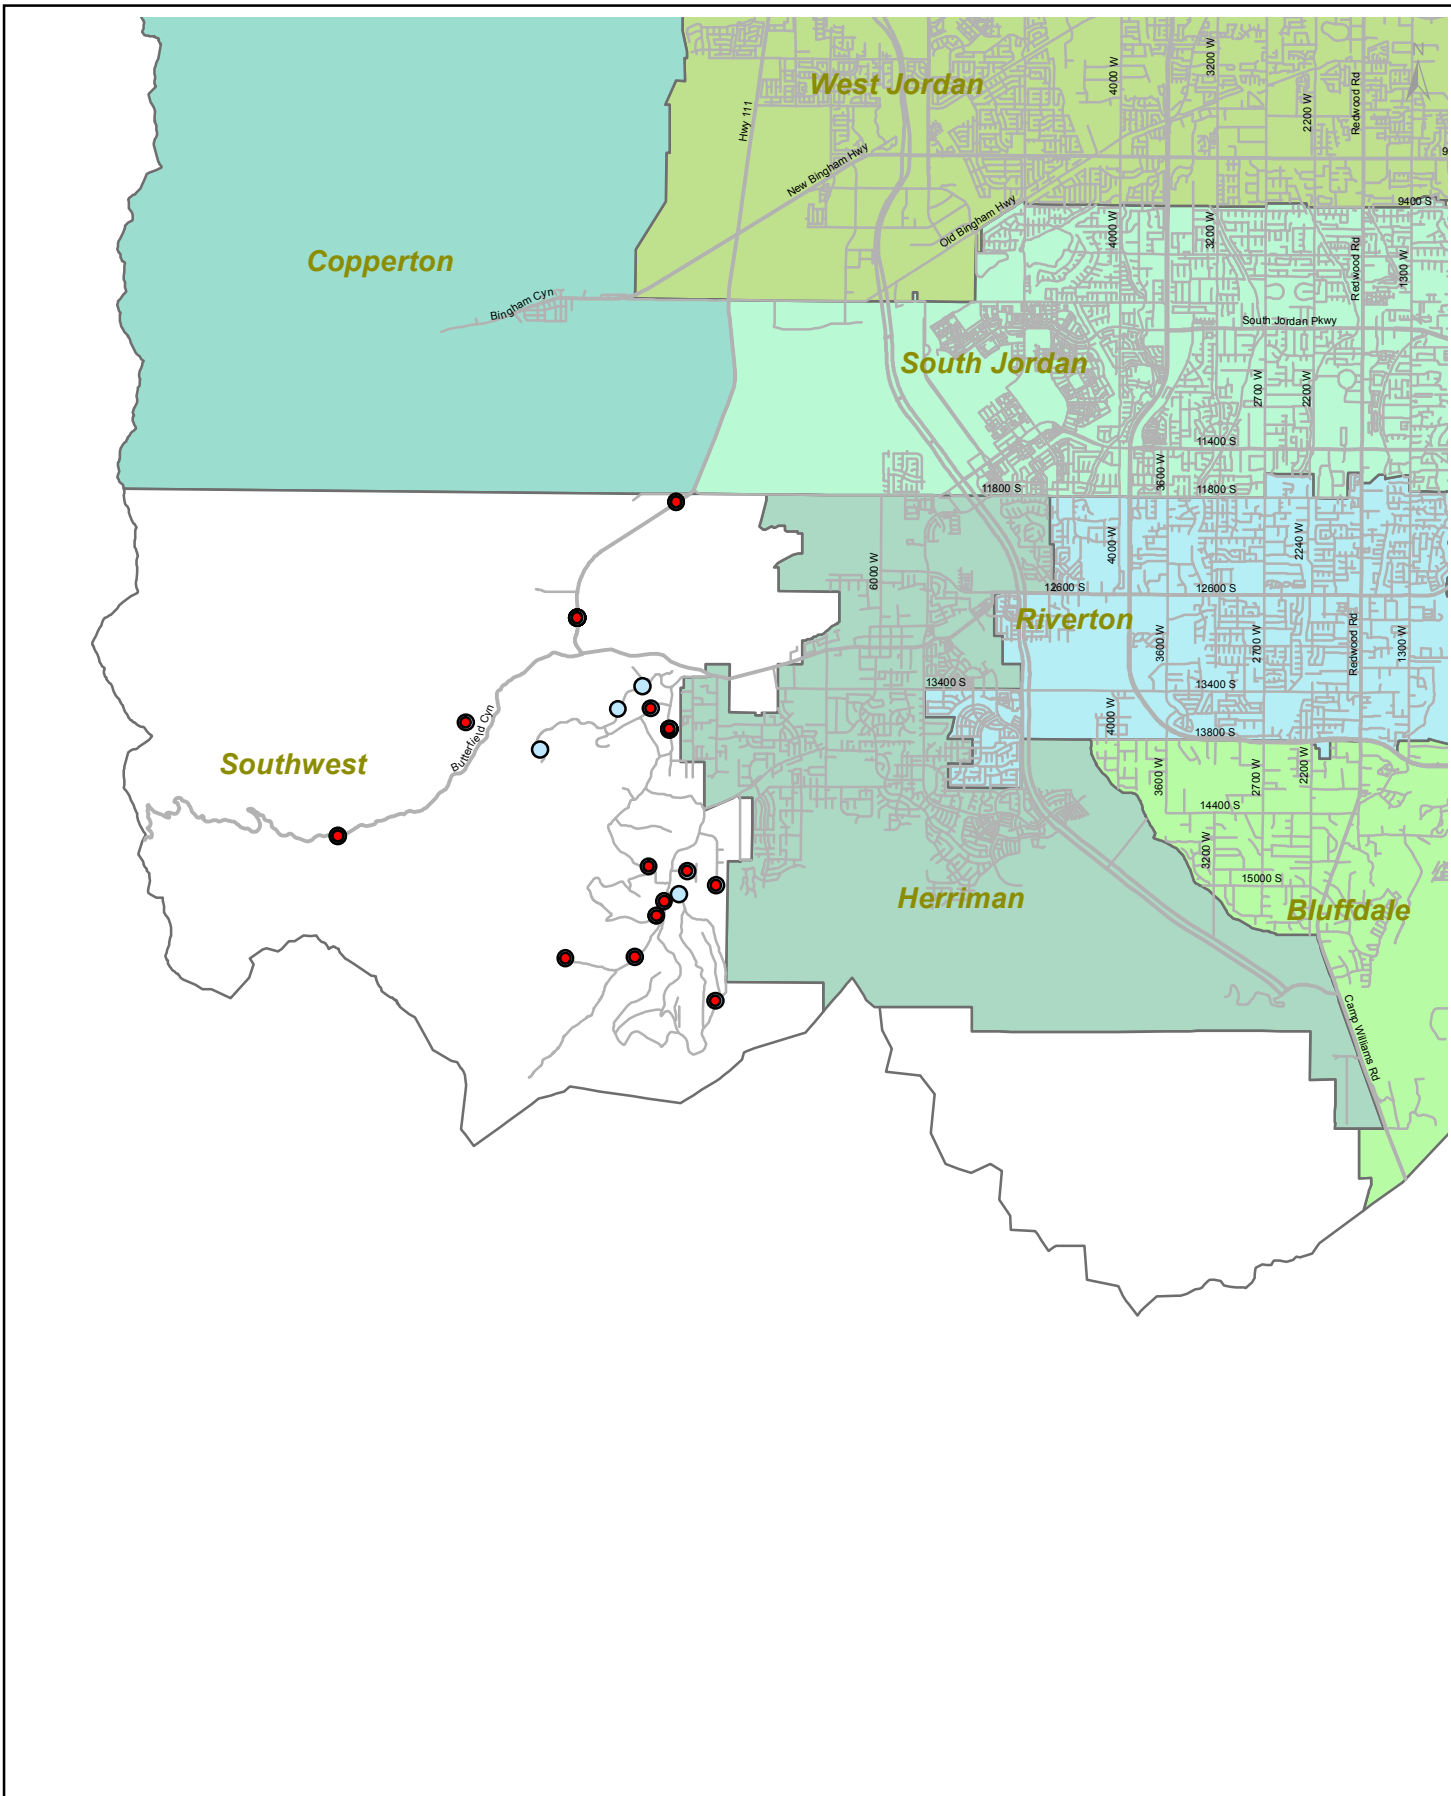 West Jordan
4000 W
3200 W
2200 W
Redwood Rd
N
Hwy 111
New Bingham Hwy
9
9400 S
Old Bingham Hwy
4000 W
3200 W
Redwood Rd
1300 W
Copperton
Bingham Cyn
South Jordan Pkwy
South Jordan
2700 W
2200 W
11400 S
3600 W
11800 S
11800 S
4000 W
2240 W
6000 W
12600 S
12600 S
Riverton
3600 W
2700 W
Redwood Rd
1300 W
13400 S
13400 S
4000 W
13800 S
Butterfield Cyn
Southwest
3600 W
2700 W
2200 W
14400 S
3200 W
15000 S
Herriman
Bluffdale
Camp Williams Rd